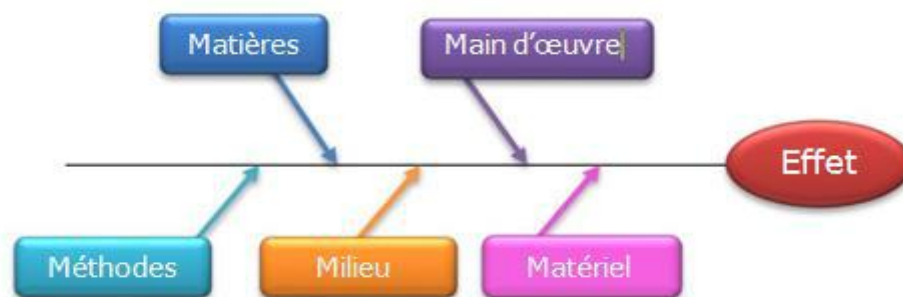 Matières
Main d’œuvre
Effet
Méthodes
Milieu
Matériel